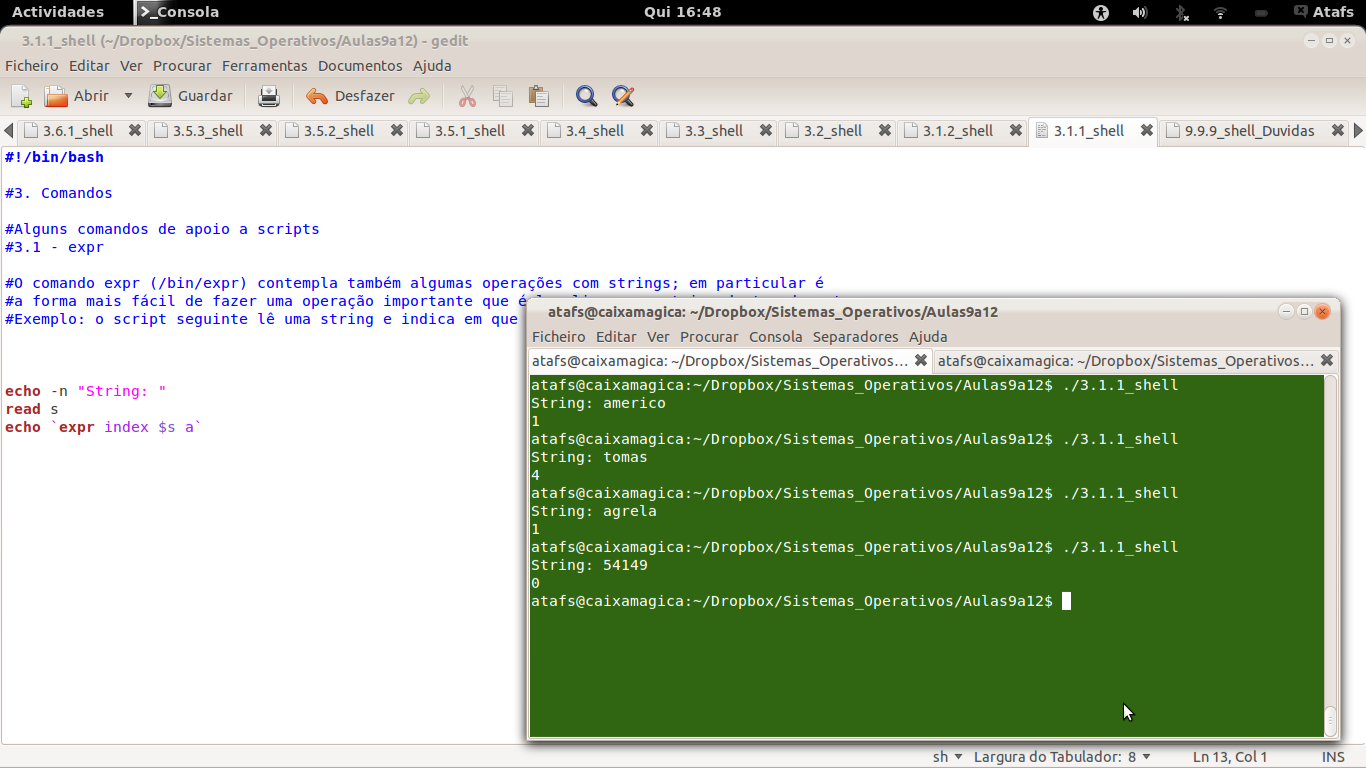 Actividades
>_Consola
Qui 16:48
Atafs
3.1.1_shell (~/Dropbox/Sistemas_Operativos/Aulas9a12) - gedit
Ficheiro Editar Ver Procurar Ferramentas Documentos Ajuda
Abrir Guardar Desfazer
3.6.1_shell 3.5.3_shell 3.5.2_shell 3.5.1_shell 3.4_shell 3.3_shell 3.2_shell 3.1.2_shell 3.1.1_shell 9.9.9_shell_Duvidas
#!/bin/bash
#3. Comandos
#Alguns comandos de apoio a scripts
#3.1 - expr
#O comando expr (/bin/expr) contempla também algumas operações com strings; em particular é
#a forma mais fácil de fazer uma operação importante que é
#Exemplo: o script seguinte lê uma string e indica em que
echo -n "String: "
read s
echo `expr index $s a`
atafs@caixamagica: ~/Dropbox/Sistemas_Operativos/Aulas9a12
Ficheiro Editar Ver Procurar Consola Separadores Ajuda
atafs@caixamagica: ~/Dropbox/Sistemas_Operativos... atafs@caixamagica: ~/Dropbox/Sistemas_Operativos...
atafs@caixamagica:~/Dropbox/Sistemas_Operativos/Aulas9a12$ ./3.1.1_shell
String: americo
1
atafs@caixamagica:~/Dropbox/Sistemas_Operativos/Aulas9a12$ ./3.1.1_shell
String: tomas
4
atafs@caixamagica:~/Dropbox/Sistemas_Operativos/Aulas9a12$ ./3.1.1_shell
String: agrela
1
atafs@caixamagica:~/Dropbox/Sistemas_Operativos/Aulas9a12$ ./3.1.1_shell
String: 54149
0
atafs@caixamagica:~/Dropbox/Sistemas_Operativos/Aulas9a12$
sh Largura do Tabulador: 8 Ln 13, Col 1 INS